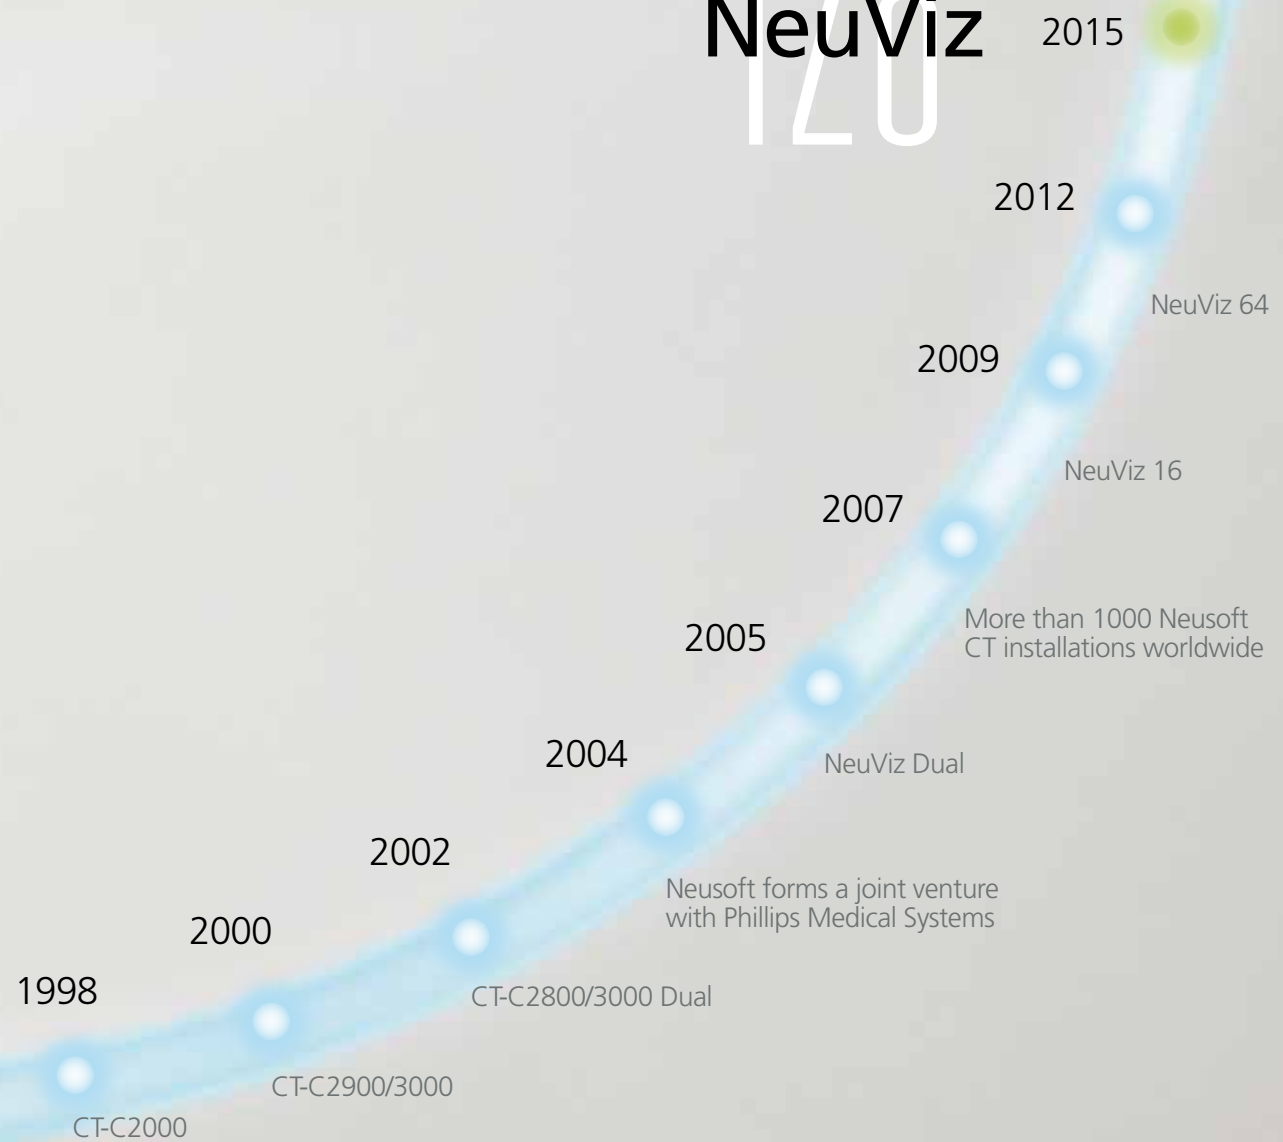 NeuViz
2015
2012
NeuViz 64
2009
NeuViz 16
2007
More than 1000 Neusoft
CT installations worldwide
2005
NeuViz Dual
2004
Neusoft forms a joint venture
with Phillips Medical Systems
2002
CT-C2800/3000 Dual
2000
CT-C2900/3000
1998
CT-C2000